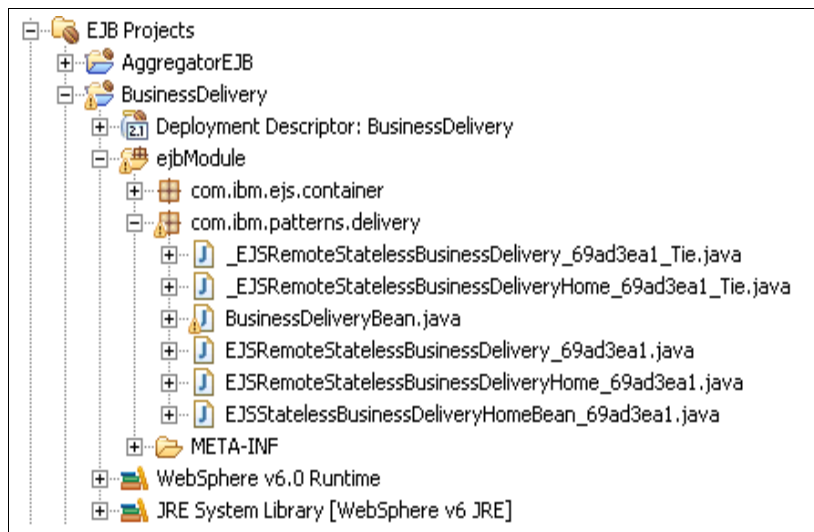 EJB Projects
AggregatorEJB
BusinessDelivery
2.1 Deployment Descriptor: BusinessDelivery
ejbModule
com.ibm.ejs.container
com.ibm.patterns.delivery
J _EJSRemoteStatelessBusinessDelivery_69ad3ea1_Tie.java
J _EJSRemoteStatelessBusinessDeliveryHome_69ad3ea1_Tie.java
J BusinessDeliveryBean.java
J EJSRemoteStatelessBusinessDelivery_69ad3ea1.java
J EJSRemoteStatelessBusinessDeliveryHome_69ad3ea1.java
J EJSStatelessBusinessDeliveryHomeBean_69ad3ea1.java
META-INF
WebSphere v6.0 Runtime
JRE System Library [WebSphere v6 JRE]